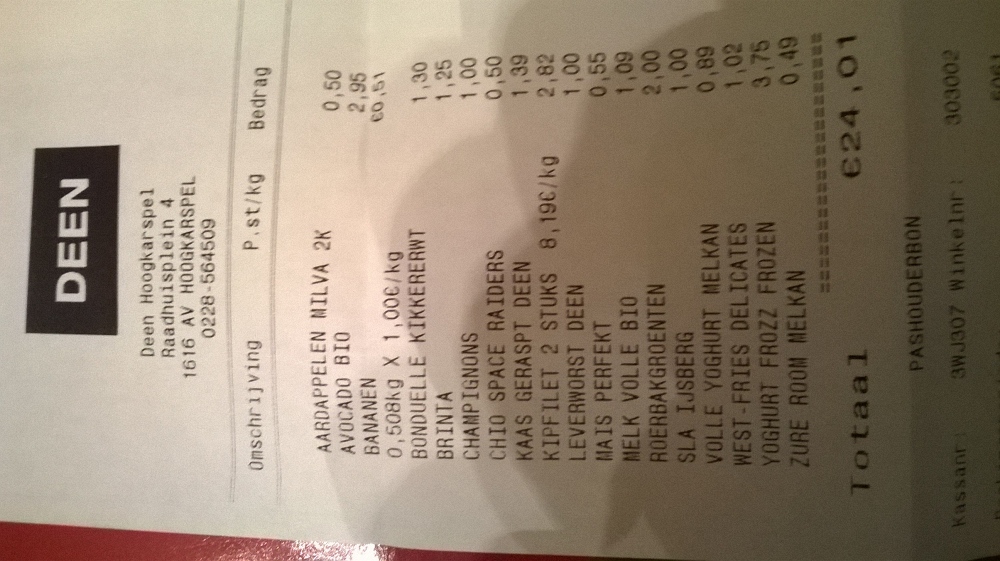 DEEN
Deen Hoogkarspel
Raadhuisplein 4
1616 AV HOOGKARSPEL
0228-564509
Omschrijving P.st/kg Bedrag
AARDAPPELEN MILVA 2K 0,50
AVOCADO BIO 2,95
BANANEN €0,51
0,508kg X 1,00€/kg
BONDUELLE KIKKERERWT 1,30
BRINTA 1,25
CHAMPIGNONS 1,00
CHIO SPACE RAIDERS 0,50
KAAS GERASPT DEEN 1,39
KIPFILET 2 STUKS 8,19€/kg 2,82
LEVERWORST DEEN 1,00
MAIS PERFEKT 0,55
MELK VOLLE BIO 1,09
ROERBAKGROENTEN 2,00
SLA IJSBERG 1,00
VOLLE YOGHURT MELKAN 0,89
WEST-FRIES DELICATES 1,02
YOGHURT FROZZ FROZEN 3,75
ZURE ROOM MELKAN 0,49
Totaal €24,01
PASHOUDERBON
Kassanr : 3WJ307 Winkelnr: 303002